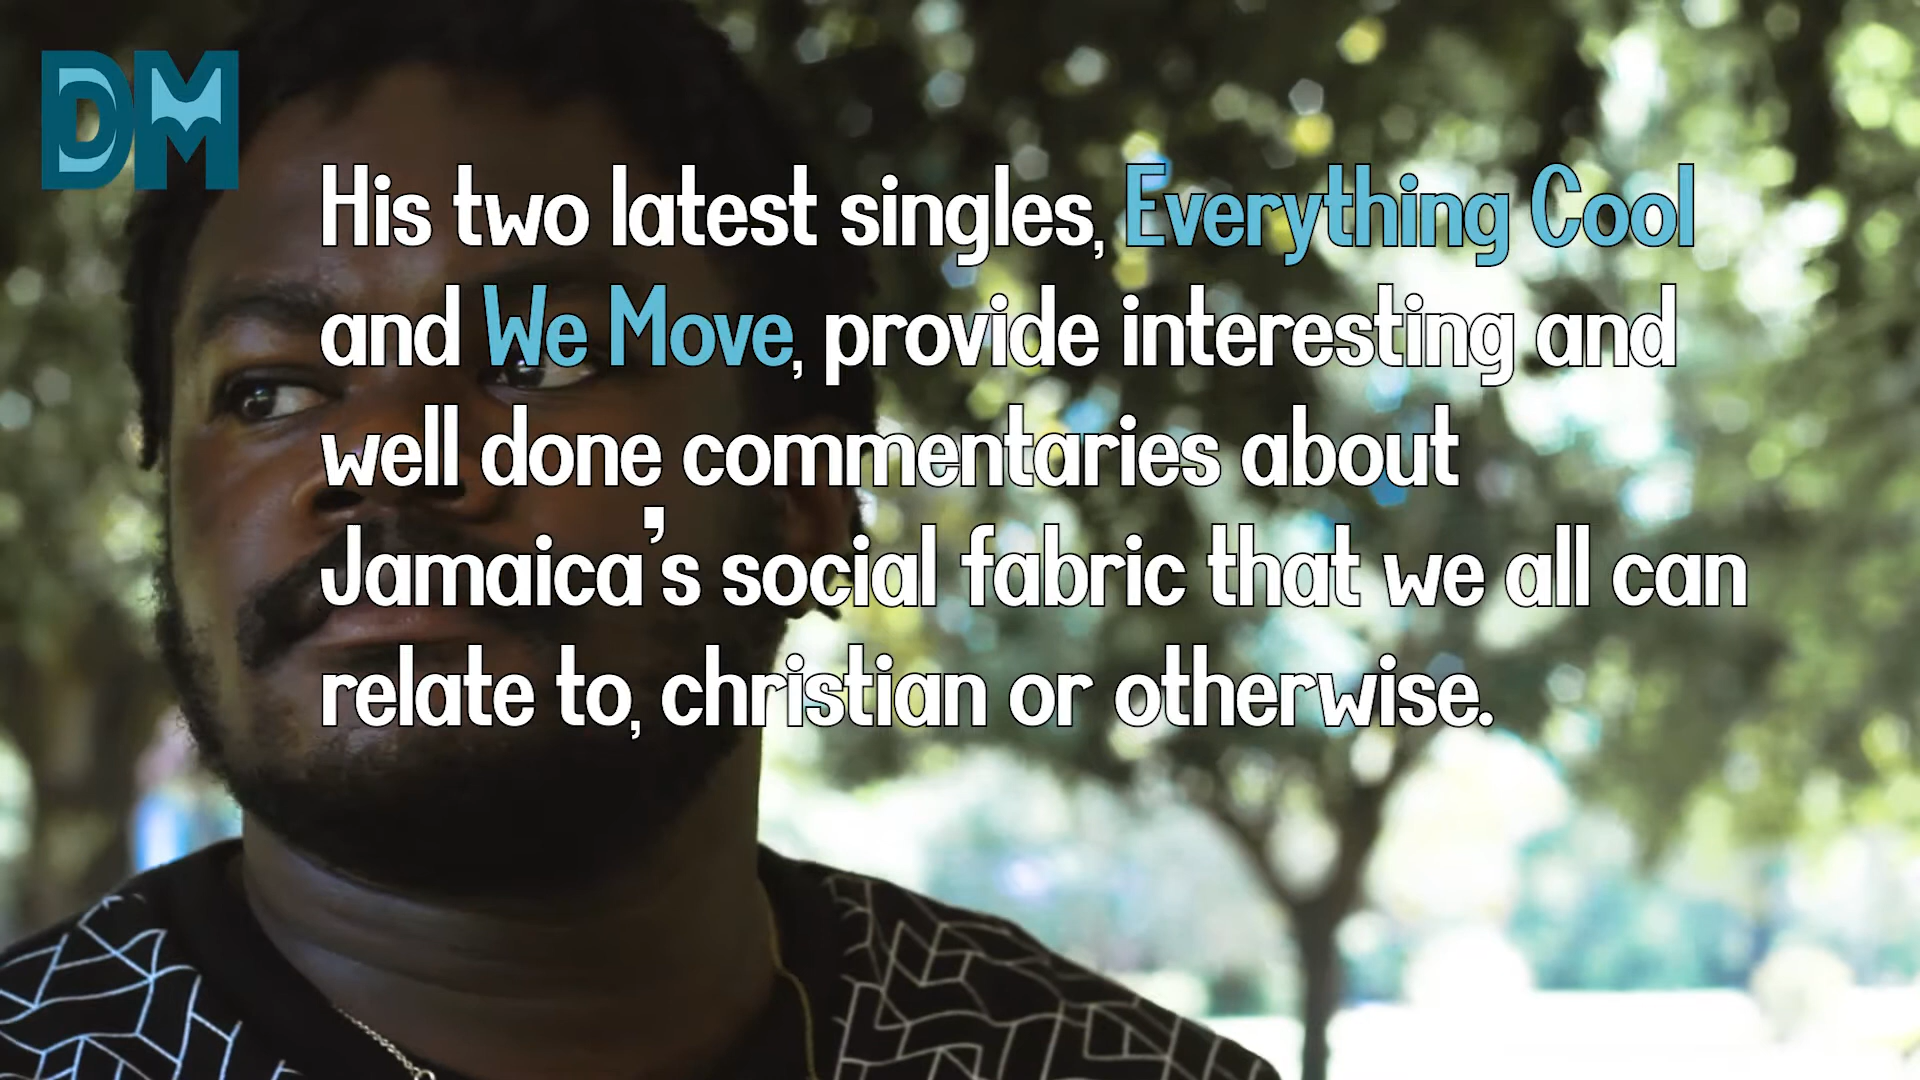 DM
His two latest singles, Everything Cool
and We Move, provide interesting and
well done commentaries about
Jamaica's social fabric that we all can
relate to, christian or otherwise.